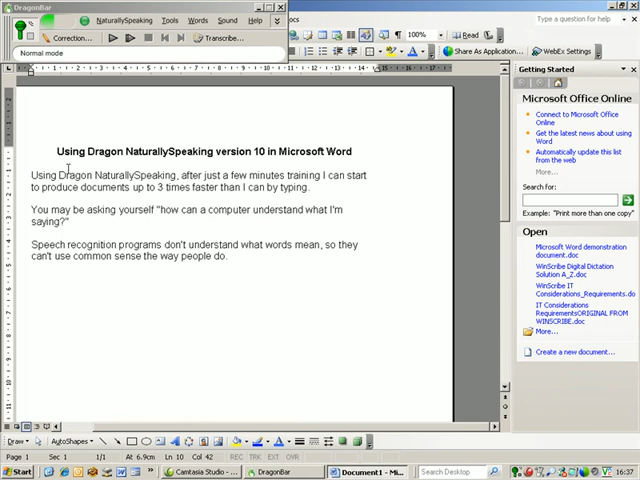 DragonBar
NaturallySpeaking Tools Words Sound Help
Correction... Transcribe...
Normal mode
Type a question for help
100% Read
Share As Application... WebEx Settings
Using Dragon NaturallySpeaking version 10 in Microsoft Word
Using Dragon NaturallySpeaking, after just a few minutes training I can start
to produce documents up to 3 times faster than I can by typing.
You may be asking yourself "how can a computer understand what I'm
saying?"
Speech recognition programs don't understand what words mean, so they
can't use common sense the way people do.
Getting Started
Microsoft Office Online
Connect to Microsoft Office
Online
Get the latest news about using
Word
Automatically update this
list from the web
More...
Search for:
Example: "Print more than one copy"
Open
Microsoft Word demonstration
document.doc
WinScribe Digital Dictation
Solution A_Z.doc
WinScribe IT
Considerations_Requirements.do
IT Considerations
RequirementsORIGINAL FROM
WINSCRIBE.doc
More...
Create a new document...
Draw AutoShapes
Page 1 Sec 1 1/1 At 6.9cm Ln 10 Col 42 REC TRK EXT OVR
Start Camtasia Studio - ... DragonBar Document1 - Mi... Search Desktop 16:37